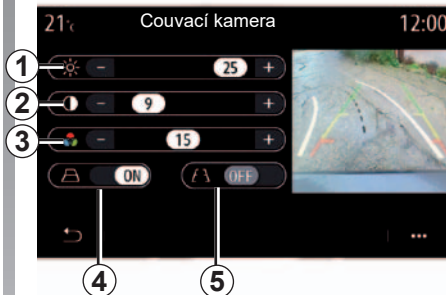 21°c Couvací kamera 12:00
1 - 25 +
2 - 9 +
3 - 15 +
ON OFF
4 5